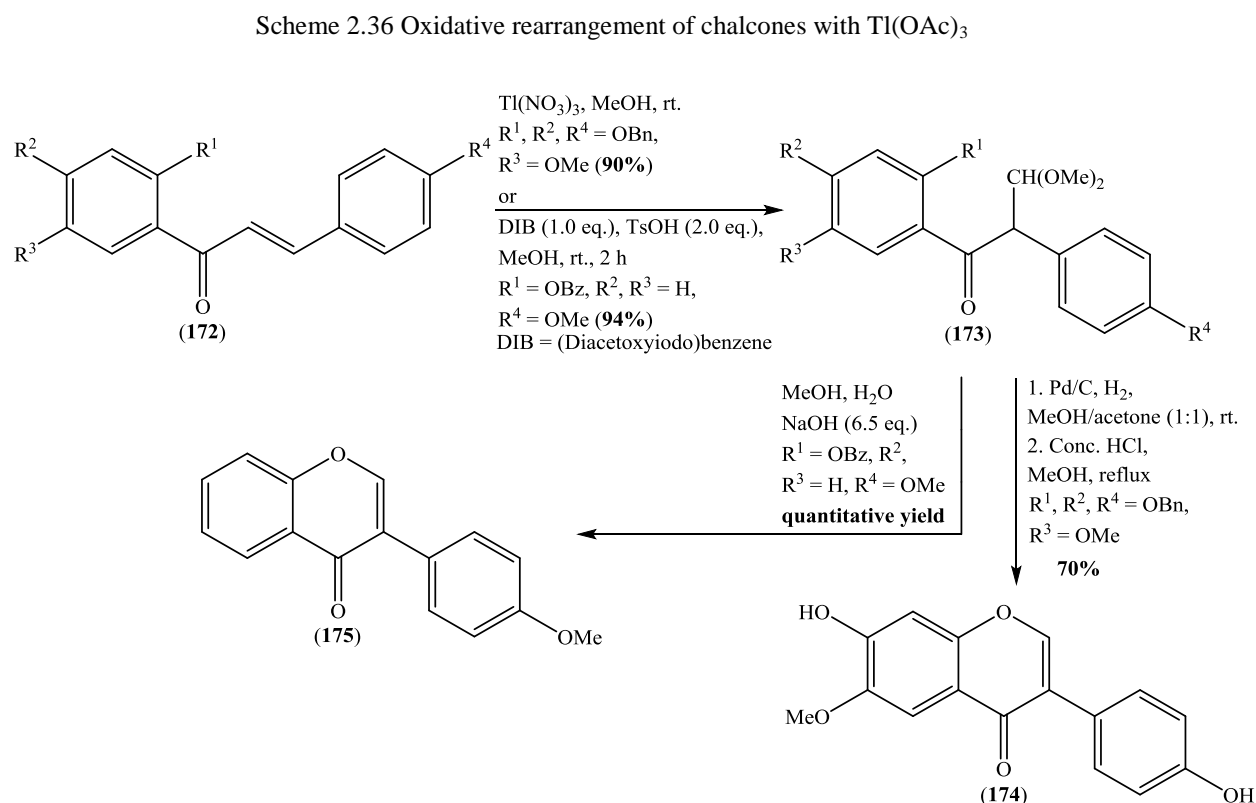 Scheme 2.36 Oxidative rearrangement of chalcones with Tl(OAc)₃
Tl(NO₃)₃, MeOH, rt.
R¹, R², R⁴ = OBn,
R³ = OMe (90%)
or
DIB (1.0 eq.), TsOH (2.0 eq.),
MeOH, rt., 2 h
R¹ = OBz, R², R³ = H,
R⁴ = OMe (94%)
DIB = (Diacetoxyiodo)benzene
R²
R¹
R⁴
R³
O
(172)
R²
R¹
CH(OMe)₂
R³
O
R⁴
(173)
MeOH, H₂O
NaOH (6.5 eq.)
R¹ = OBz, R²,
R³ = H, R⁴ = OMe
quantitative yield
1. Pd/C, H₂,
MeOH/acetone (1:1), rt.
2. Conc. HCl,
MeOH, reflux
R¹, R², R⁴ = OBn,
R³ = OMe
70%
O
O
OMe
(175)
HO
O
MeO
O
OH
(174)